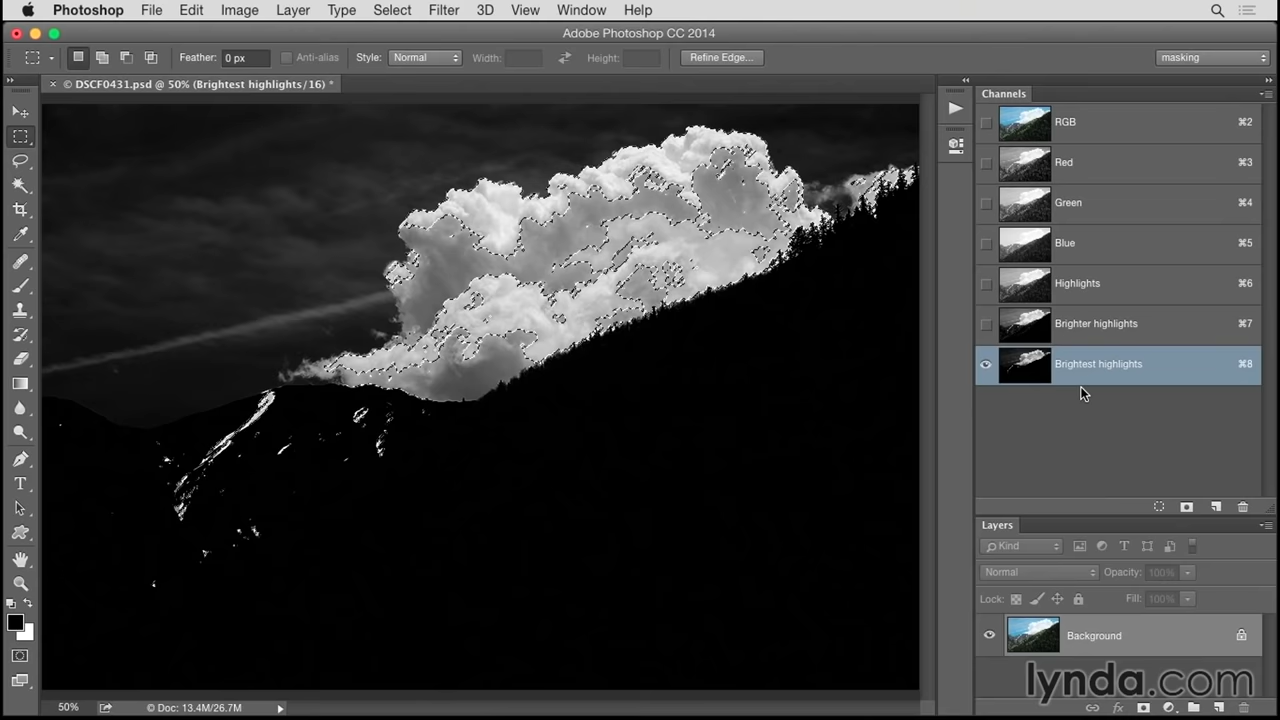 Photoshop File Edit Image Layer Type Select Filter 3D View Window Help
Adobe Photoshop CC 2014
Feather: 0 px Anti-alias Style: Normal Width: Height: Refine Edge... masking
× © DSCF0431.psd @ 50% (Brightest highlights/16) *
Channels
RGB ⌘2
Red ⌘3
Green ⌘4
Blue ⌘5
Highlights ⌘6
Brighter highlights ⌘7
Brightest highlights ⌘8
Layers
Kind
Normal Opacity: 100%
Lock: Fill: 100%
Background
lynda.com
50% © Doc: 13.4M/26.7M